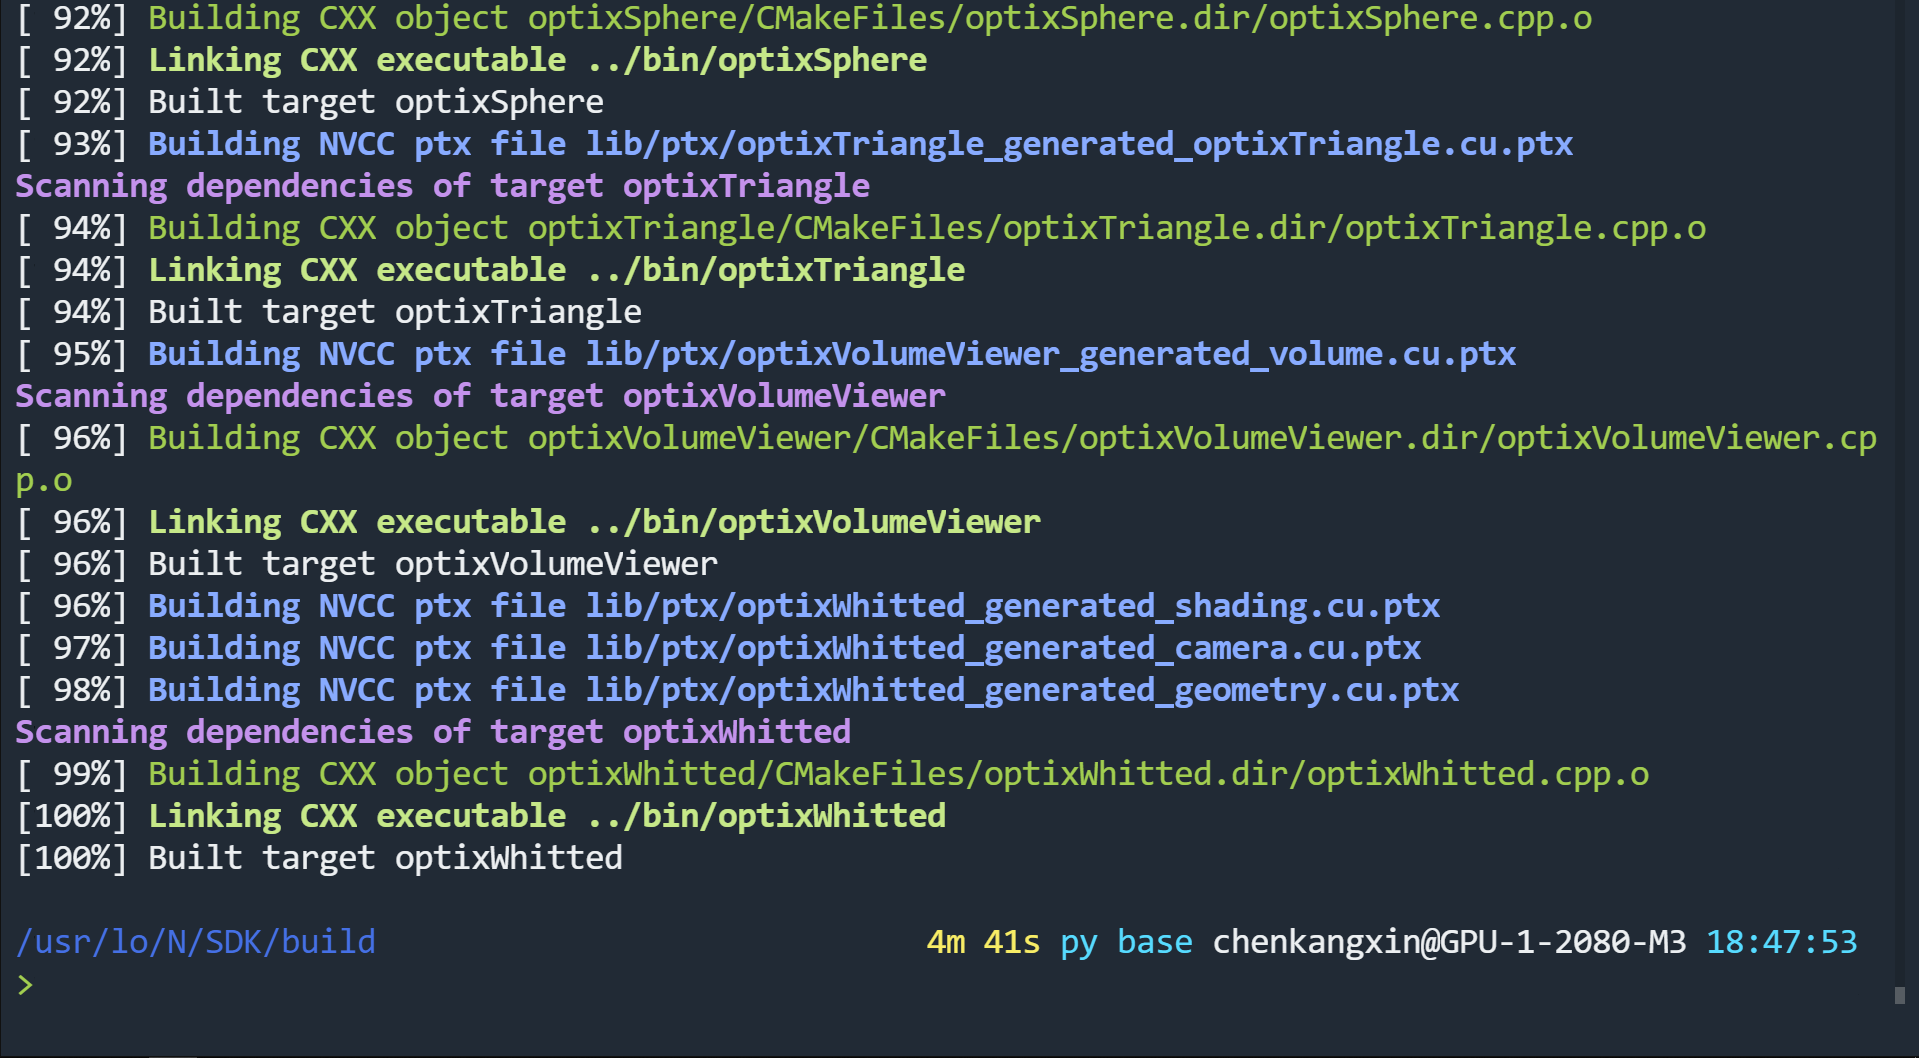 [ 92%] Building CXX object optixSphere/CMakeFiles/optixSphere.dir/optixSphere.cpp.o
[ 92%] Linking CXX executable ../bin/optixSphere
[ 92%] Built target optixSphere
[ 93%] Building NVCC ptx file lib/ptx/optixTriangle_generated_optixTriangle.cu.ptx
Scanning dependencies of target optixTriangle
[ 94%] Building CXX object optixTriangle/CMakeFiles/optixTriangle.dir/optixTriangle.cpp.o
[ 94%] Linking CXX executable ../bin/optixTriangle
[ 94%] Built target optixTriangle
[ 95%] Building NVCC ptx file lib/ptx/optixVolumeViewer_generated_volume.cu.ptx
Scanning dependencies of target optixVolumeViewer
[ 96%] Building CXX object optixVolumeViewer/CMakeFiles/optixVolumeViewer.dir/optixVolumeViewer.cp
p.o
[ 96%] Linking CXX executable ../bin/optixVolumeViewer
[ 96%] Built target optixVolumeViewer
[ 96%] Building NVCC ptx file lib/ptx/optixWhitted_generated_shading.cu.ptx
[ 97%] Building NVCC ptx file lib/ptx/optixWhitted_generated_camera.cu.ptx
[ 98%] Building NVCC ptx file lib/ptx/optixWhitted_generated_geometry.cu.ptx
Scanning dependencies of target optixWhitted
[ 99%] Building CXX object optixWhitted/CMakeFiles/optixWhitted.dir/optixWhitted.cpp.o
[100%] Linking CXX executable ../bin/optixWhitted
[100%] Built target optixWhitted
/usr/lo/N/SDK/build 4m 41s py base chenkangxin@GPU-1-2080-M3 18:47:53
>